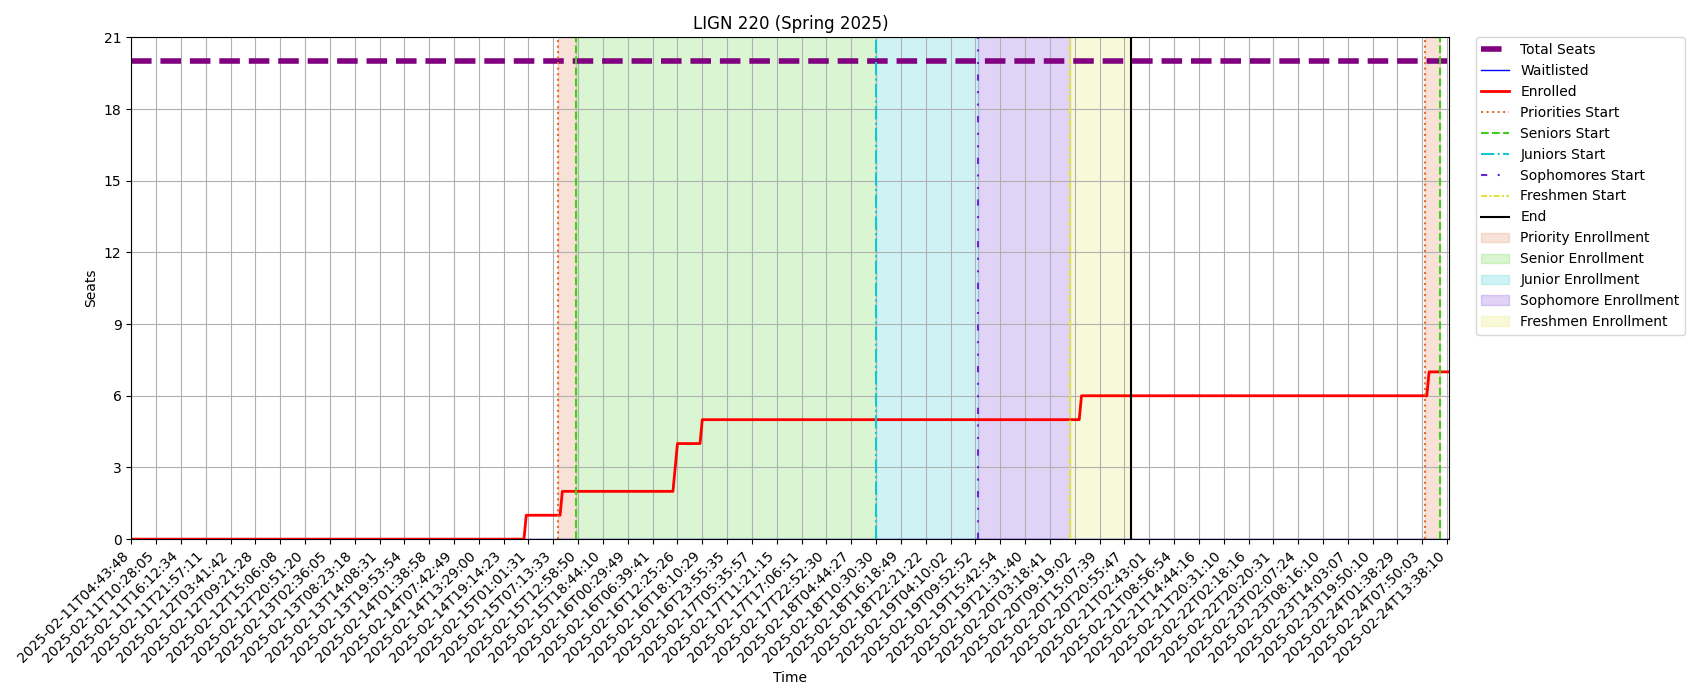 LIGN 220 (Spring 2025)
21
18
15
12
9
6
3
0
Seats
2025-02-11T04:43:48
2025-02-11T10:28:05
2025-02-11T16:12:34
2025-02-11T21:57:11
2025-02-12T03:41:42
2025-02-12T09:21:28
2025-02-12T15:06:08
2025-02-12T20:51:20
2025-02-13T02:36:05
2025-02-13T08:23:18
2025-02-13T14:08:31
2025-02-13T19:53:54
2025-02-14T01:38:58
2025-02-14T07:42:49
2025-02-14T13:29:00
2025-02-14T19:14:23
2025-02-15T01:01:31
2025-02-15T07:13:33
2025-02-15T12:58:50
2025-02-15T18:44:10
2025-02-16T00:29:49
2025-02-16T06:39:41
2025-02-16T12:25:26
2025-02-16T18:10:29
2025-02-16T23:55:35
2025-02-17T05:35:57
2025-02-17T11:21:15
2025-02-17T17:06:51
2025-02-17T22:52:30
2025-02-18T04:44:27
2025-02-18T10:30:30
2025-02-18T16:18:49
2025-02-18T22:21:22
2025-02-19T04:10:02
2025-02-19T09:52:52
2025-02-19T15:42:54
2025-02-19T21:31:40
2025-02-20T03:18:41
2025-02-20T09:19:02
2025-02-20T15:07:39
2025-02-20T20:55:47
2025-02-21T02:43:01
2025-02-21T08:56:54
2025-02-21T14:44:16
2025-02-21T20:31:10
2025-02-22T02:18:16
2025-02-22T20:20:31
2025-02-23T02:07:24
2025-02-23T08:16:10
2025-02-23T14:03:07
2025-02-23T19:50:10
2025-02-24T01:38:29
2025-02-24T07:50:03
2025-02-24T13:38:10
Time
Total Seats
Waitlisted
Enrolled
Priorities Start
Seniors Start
Juniors Start
Sophomores Start
Freshmen Start
End
Priority Enrollment
Senior Enrollment
Junior Enrollment
Sophomore Enrollment
Freshmen Enrollment